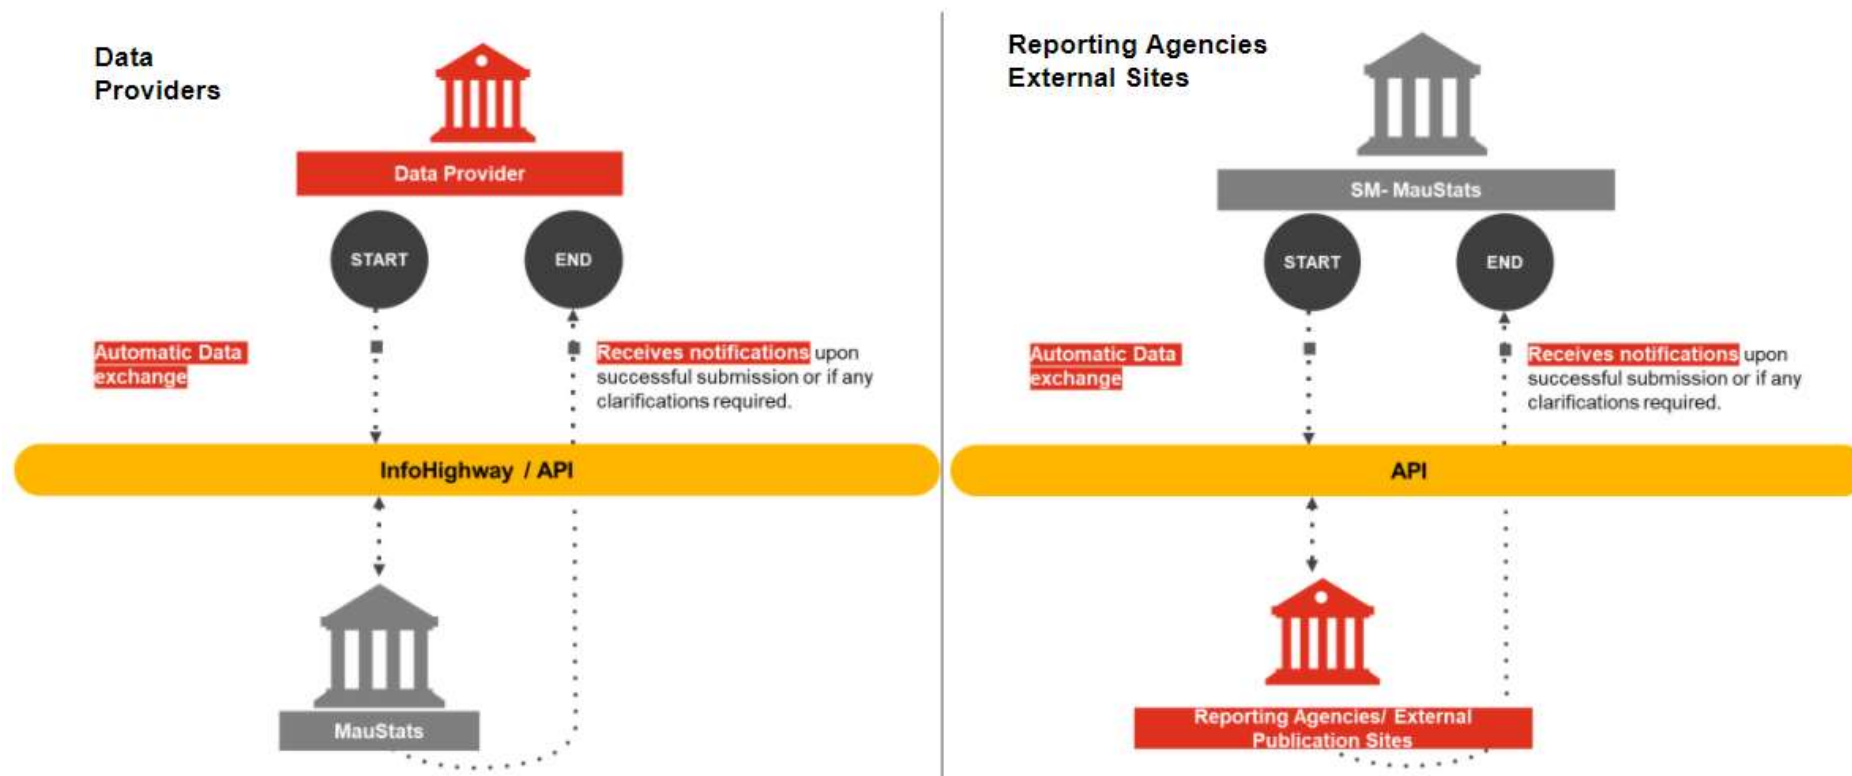 Data
Providers
Data Provider
START
END
Automatic Data
exchange
Receives notifications upon
successful submission or if any
clarifications required.
InfoHighway / API
MauStats
Reporting Agencies
External Sites
SM- MauStats
START
END
Automatic Data
exchange
Receives notifications upon
successful submission or if any
clarifications required.
API
Reporting Agencies/ External
Publication Sites